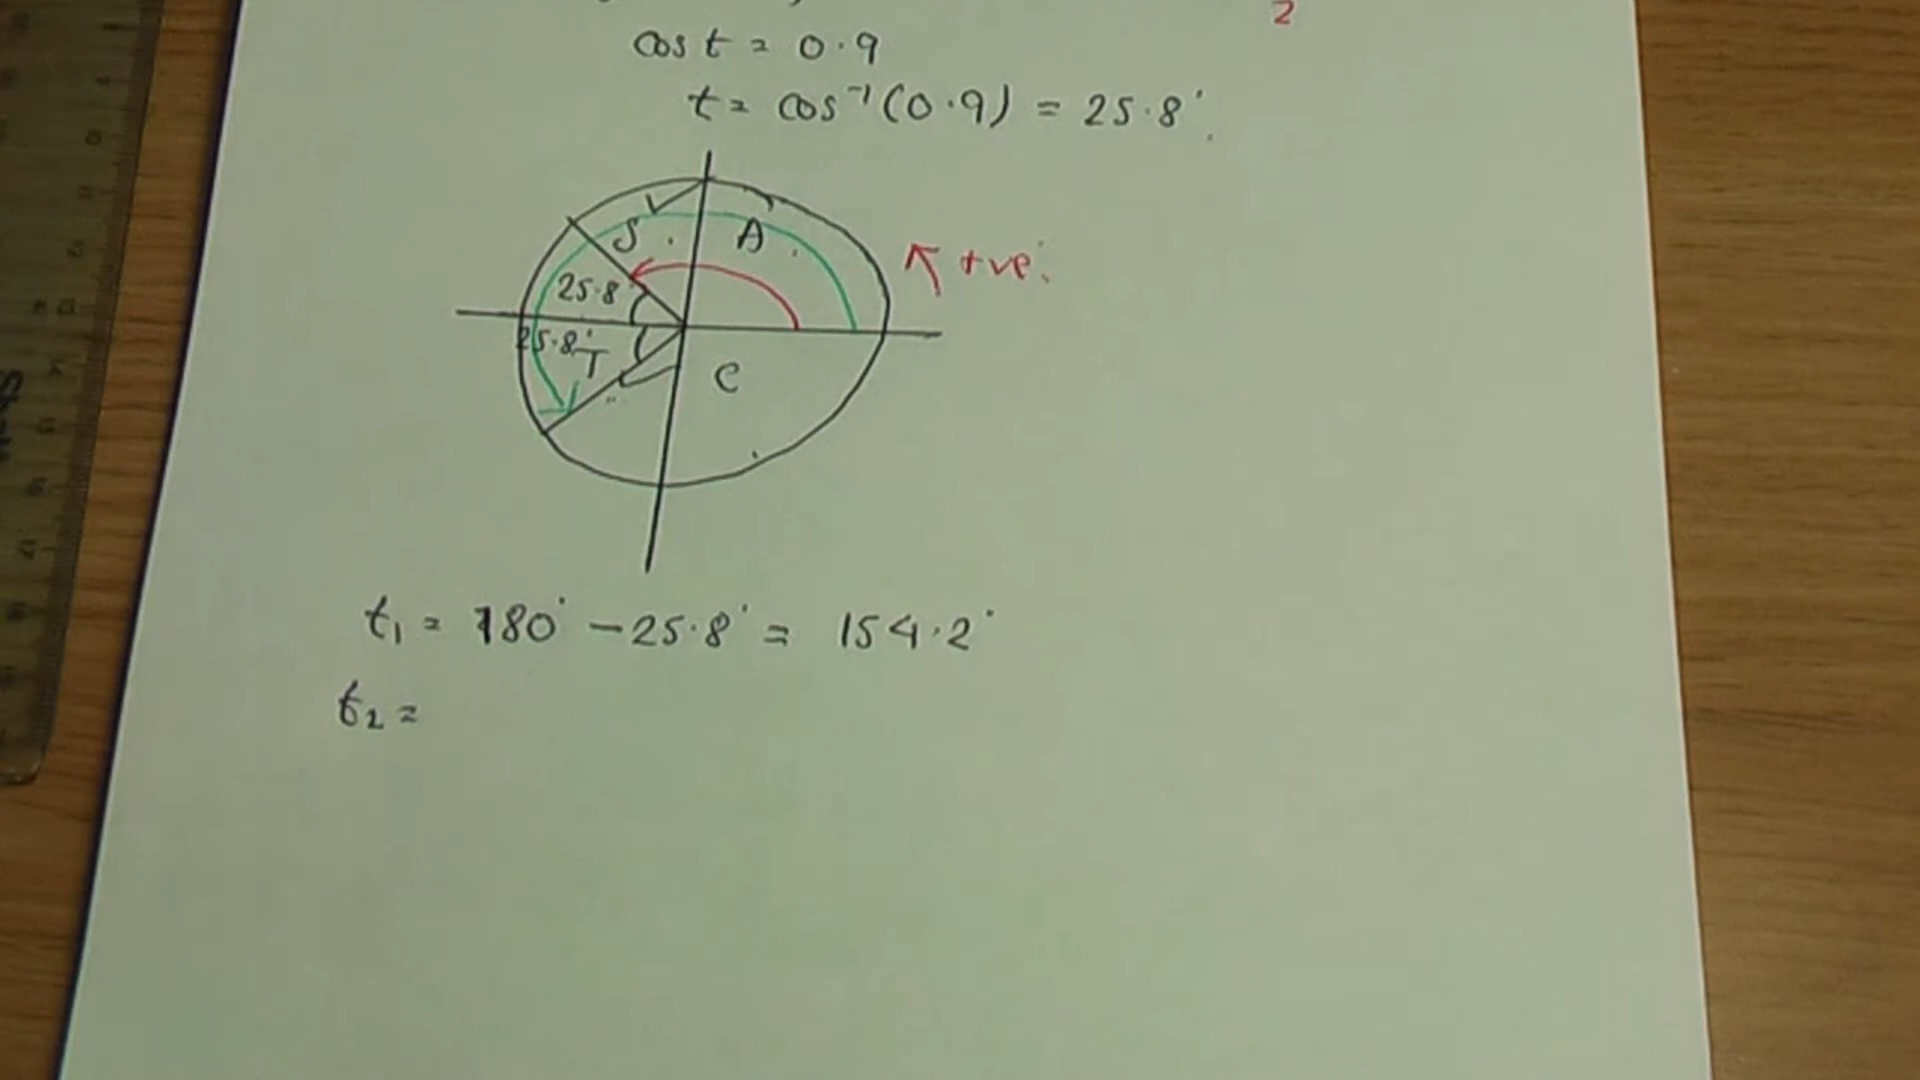 2
cos t = 0.9
t = cos⁻¹(0.9) = 25.8°
S A
+ve
25.8
25.8°
T C
t₁ = 180° - 25.8° = 154.2°
t₂ =